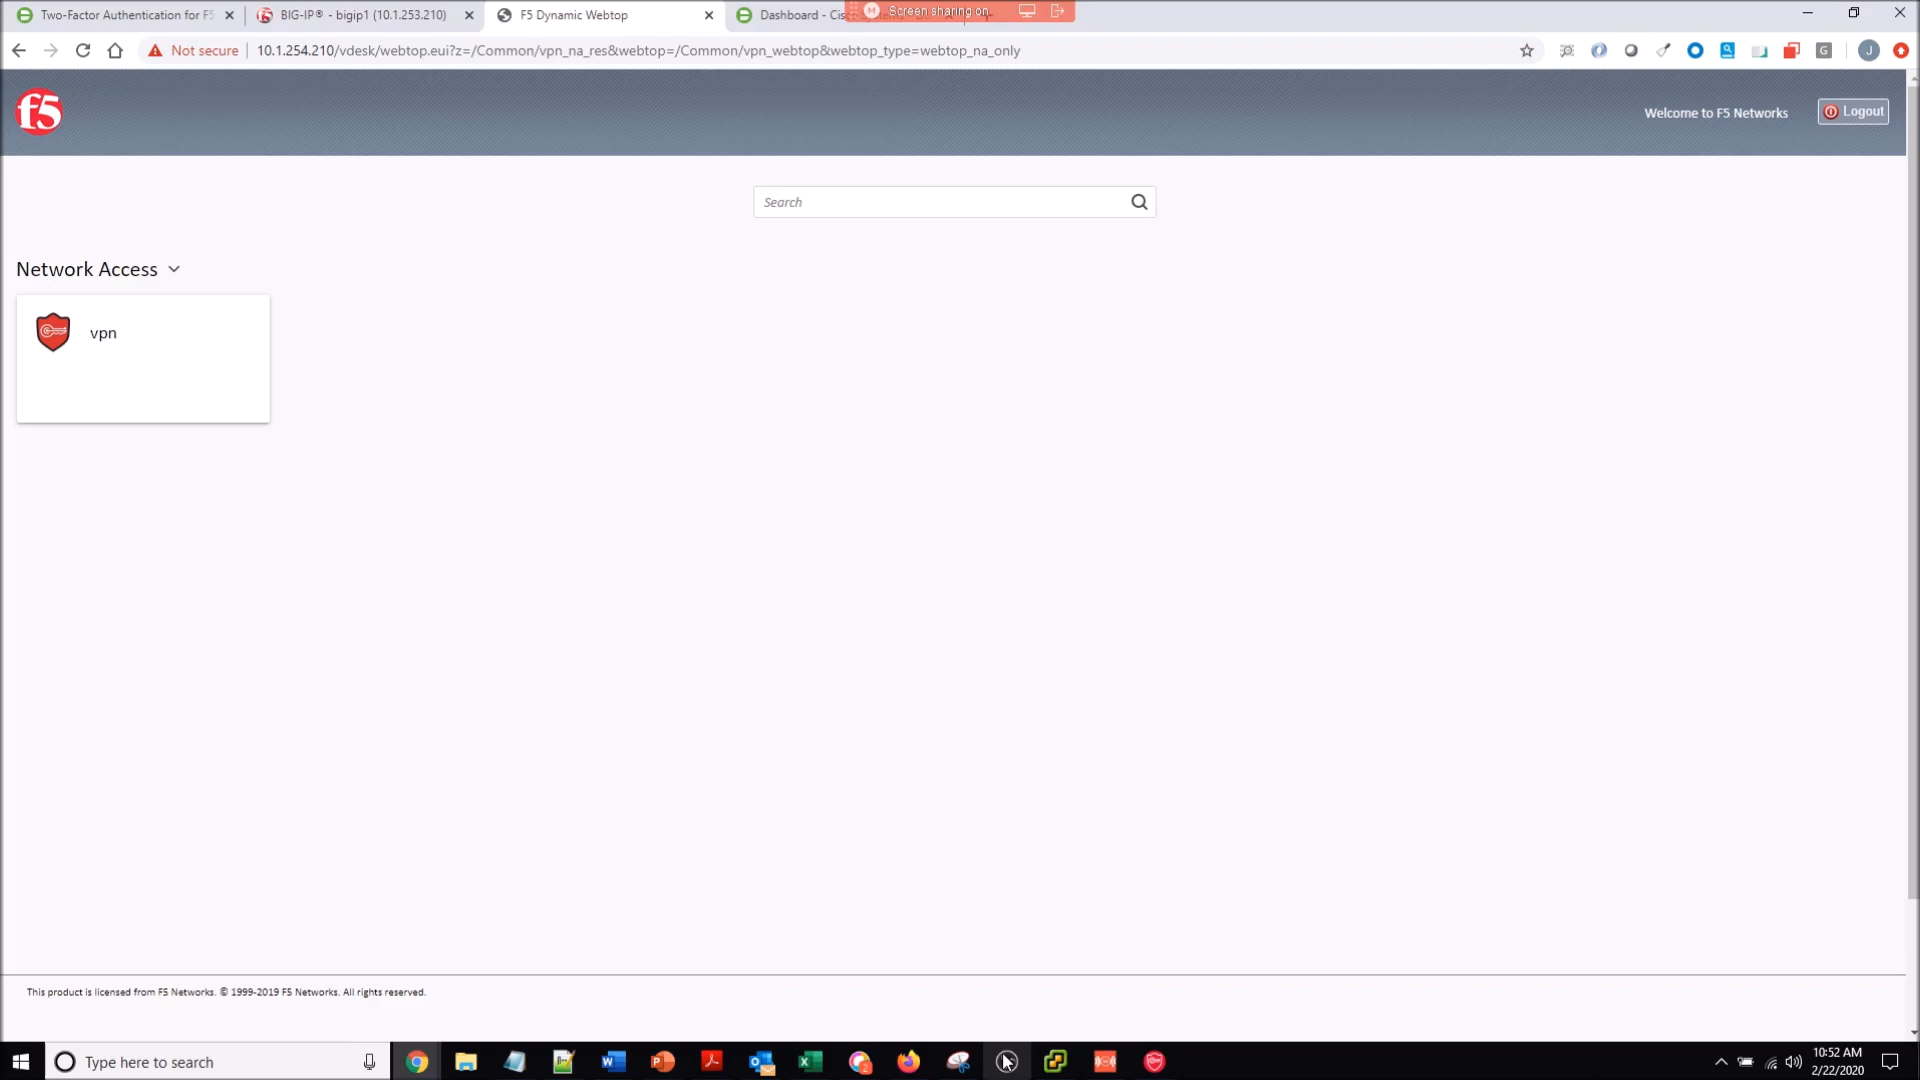 Two-Factor Authentication for F5
BIG-IP® - bigip1 (10.1.253.210)
F5 Dynamic Webtop
Dashboard - Cis
Screen sharing on
Not secure
10.1.254.210/vdesk/webtop.eui?z=/Common/vpn_na_res&webtop=/Common/vpn_webtop&webtop_type=webtop_na_only
J
f5
Welcome to F5 Networks
Logout
Search
Network Access
vpn
This product is licensed from F5 Networks. © 1999-2019 F5 Networks. All rights reserved.
Type here to search
10:52 AM
2/22/2020